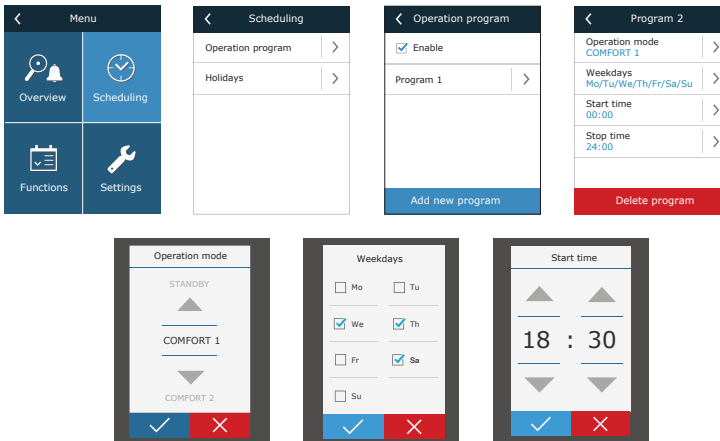 Menu
Overview
Scheduling
Functions
Settings
Scheduling
Operation program
Holidays
Operation program
Enable
Program 1
Add new program
Program 2
Operation mode
COMFORT 1
Weekdays
Mo/Tu/We/Th/Fr/Sa/Su
Start time
00:00
Stop time
24:00
Delete program
Operation mode
STANDBY
COMFORT 1
COMFORT 2
Weekdays
Mo Tu
We Th
Fr Sa
Su
Start time
18 : 30